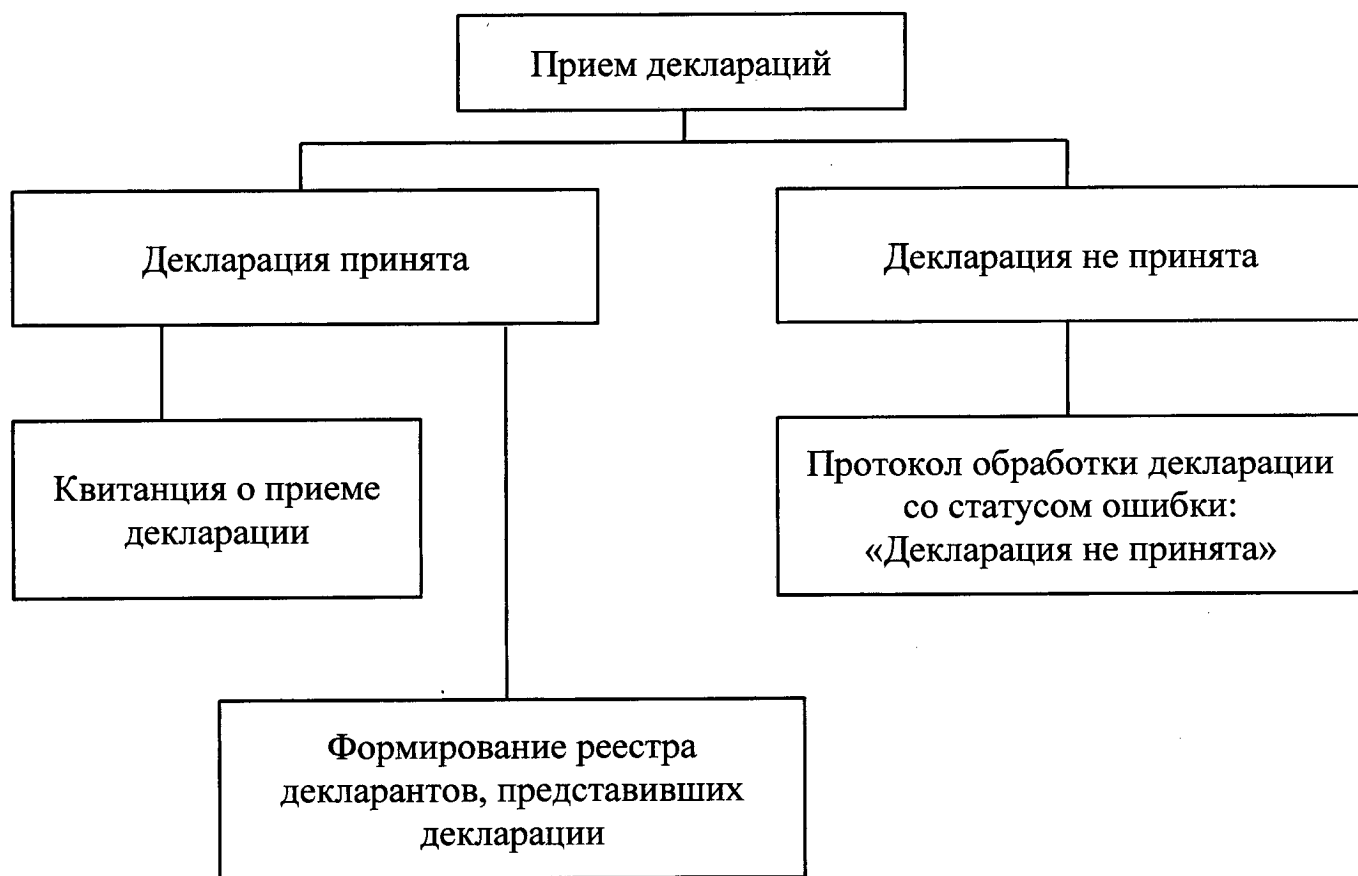 Прием деклараций
Декларация принята
Декларация не принята
Квитанция о приеме
декларации
Протокол обработки декларации
со статусом ошибки:
«Декларация не принята»
Формирование реестра
декларантов, представивших
декларации